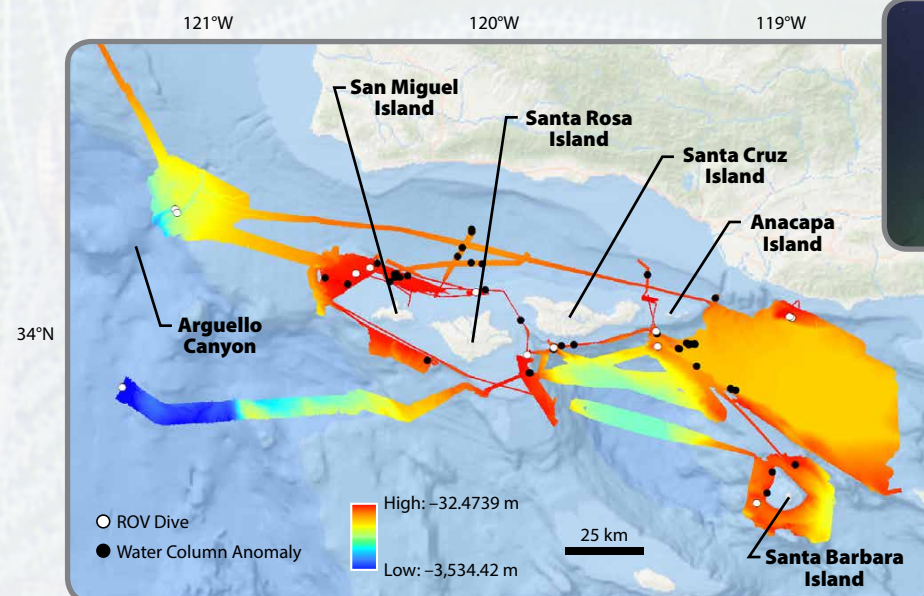 121°W
120°W
119°W
San Miguel
Island
Santa Rosa
Island
Santa Cruz
Island
Anacapa
Island
34°N
Arguello
Canyon
High: –32.4739 m
ROV Dive
25 km
Water Column Anomaly
Low: –3,534.42 m
Santa Barbara
Island